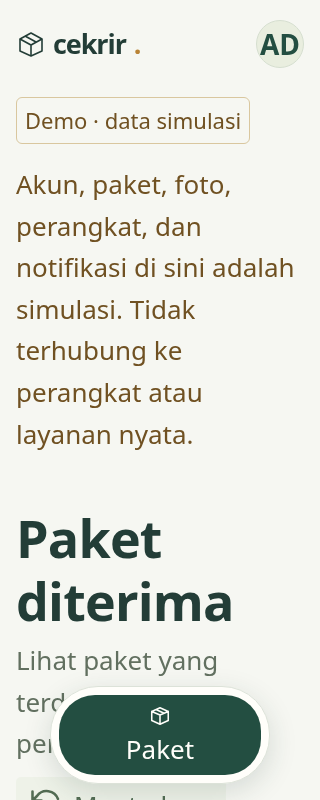 cekrir.
AD
Demo · data simulasi
Akun, paket, foto,
perangkat, dan
notifikasi di sini adalah
simulasi. Tidak
terhubung ke
perangkat atau
layanan nyata.
Paket
diterima
Lihat paket yang
Paket